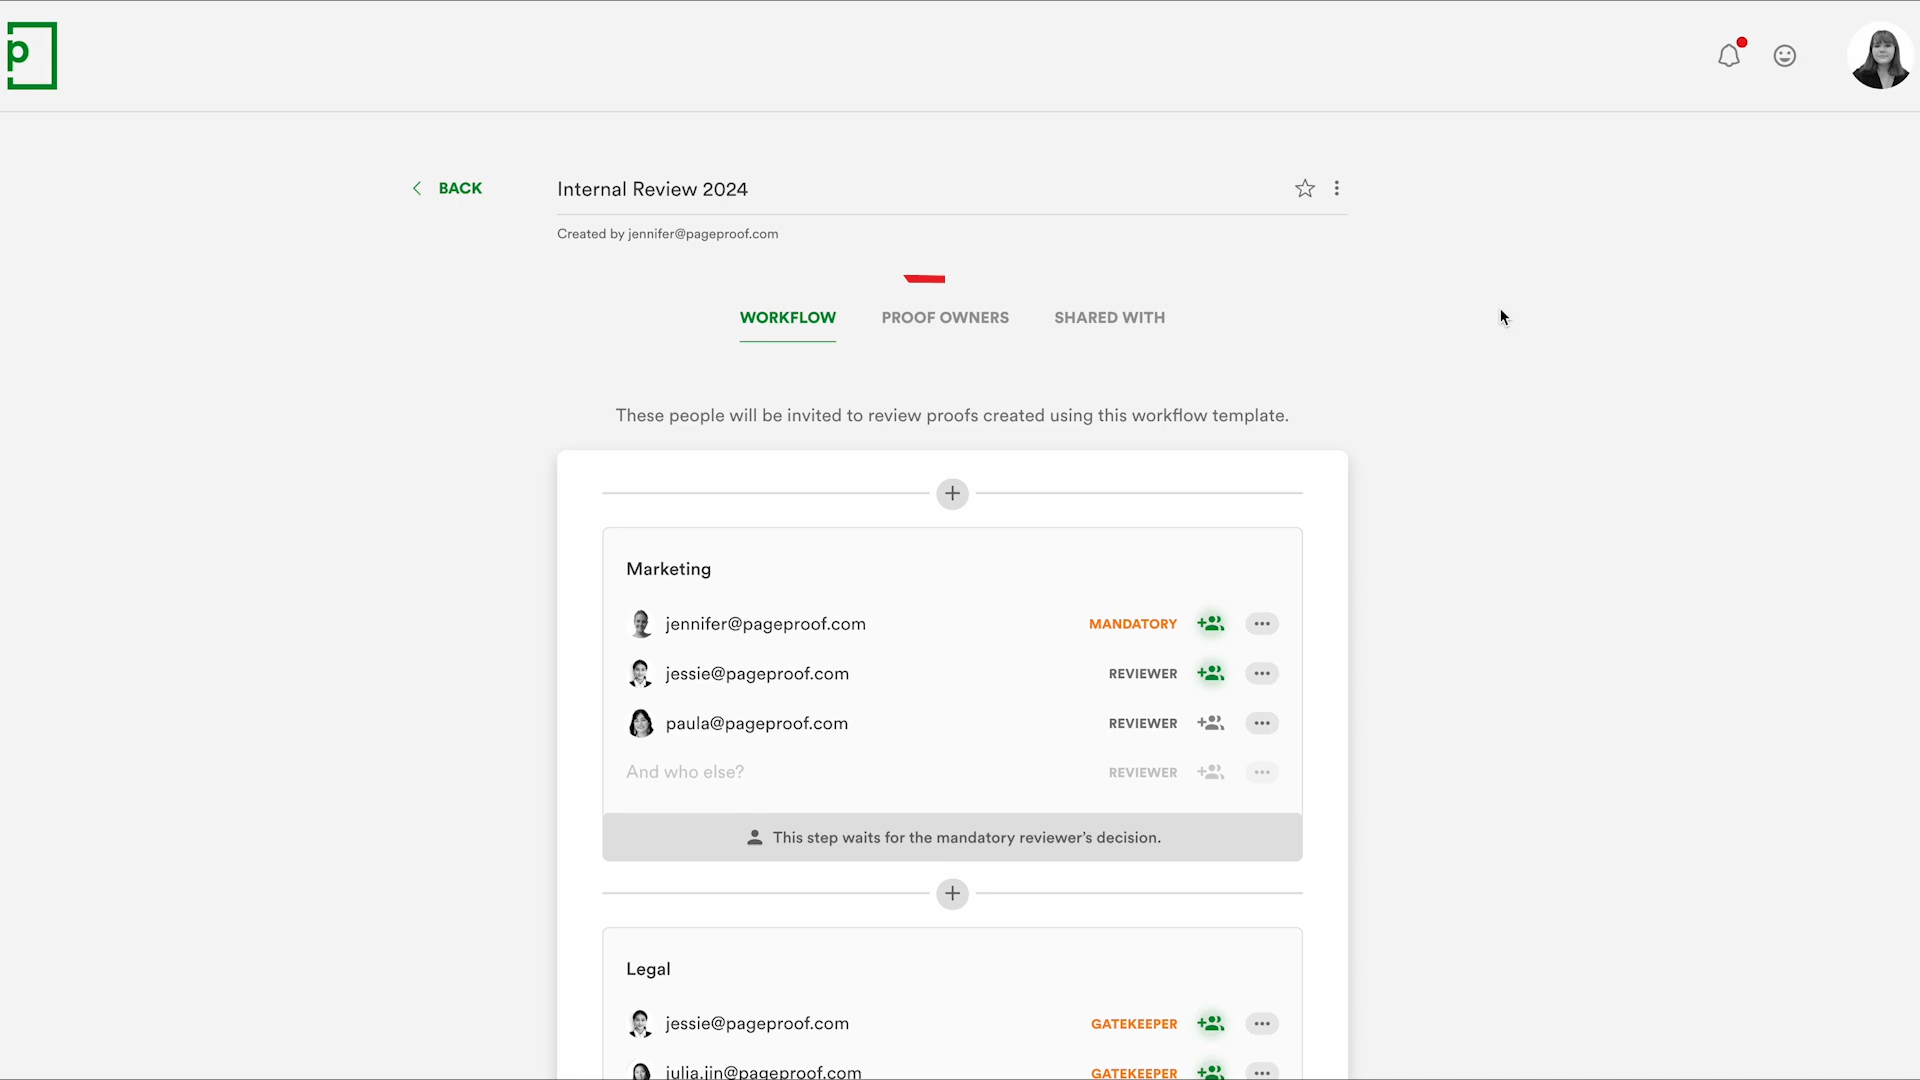 p
BACK
Internal Review 2024
Created by jennifer@pageproof.com
WORKFLOW
PROOF OWNERS
SHARED WITH
These people will be invited to review proofs created using this workflow template.
Marketing
jennifer@pageproof.com MANDATORY
jessie@pageproof.com REVIEWER
paula@pageproof.com REVIEWER
And who else? REVIEWER
This step waits for the mandatory reviewer’s decision.
Legal
jessie@pageproof.com GATEKEEPER
julia.jin@pageproof.com GATEKEEPER